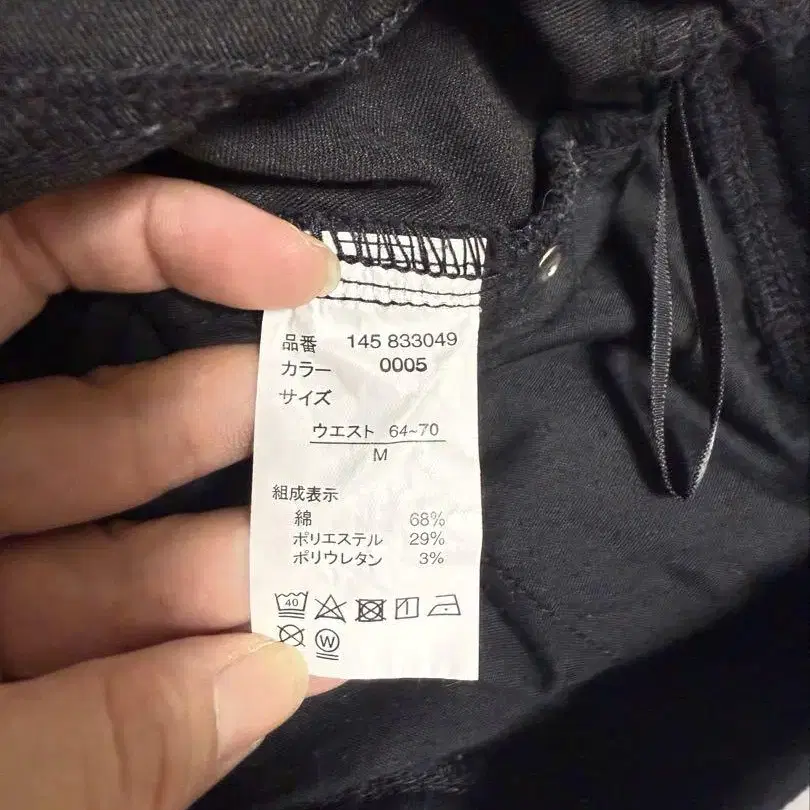 品番 145 833049
カラー 0005
サイズ
ウエスト 64~70
M
組成表示
綿 68%
ポリエステル 29%
ポリウレタン 3%
40
W